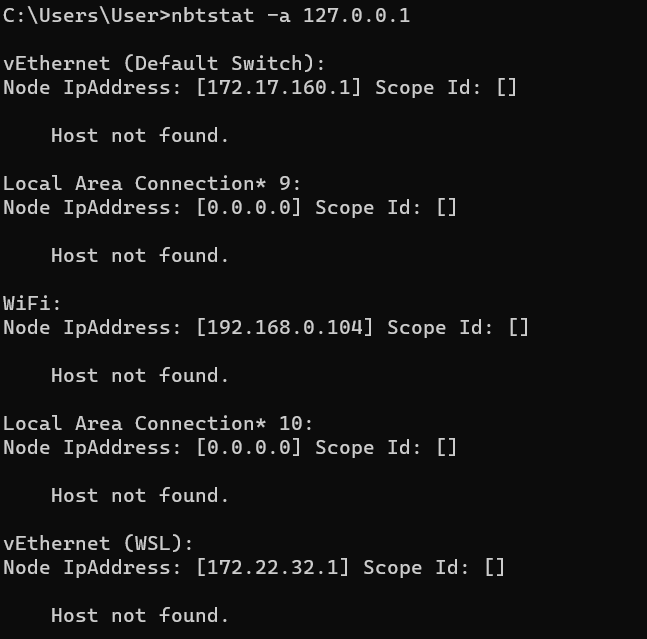 C:\Users\User>nbtstat -a 127.0.0.1
vEthernet (Default Switch):
Node IpAddress: [172.17.160.1] Scope Id: []
Host not found.
Local Area Connection* 9:
Node IpAddress: [0.0.0.0] Scope Id: []
Host not found.
WiFi:
Node IpAddress: [192.168.0.104] Scope Id: []
Host not found.
Local Area Connection* 10:
Node IpAddress: [0.0.0.0] Scope Id: []
Host not found.
vEthernet (WSL):
Node IpAddress: [172.22.32.1] Scope Id: []
Host not found.